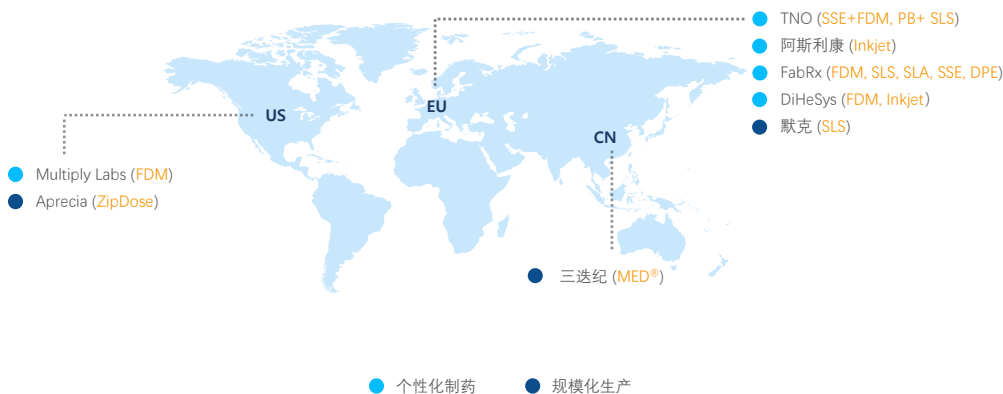 TNO (SSE+FDM, PB+ SLS)
阿斯利康 (Inkjet)
FabRx (FDM, SLS, SLA, SSE, DPE)
DiHeSys (FDM, Inkjet)
默克 (SLS)
US
EU
CN
Multiply Labs (FDM)
Aprecia (ZipDose)
三迭纪 (MED®)
个性化制药
规模化生产